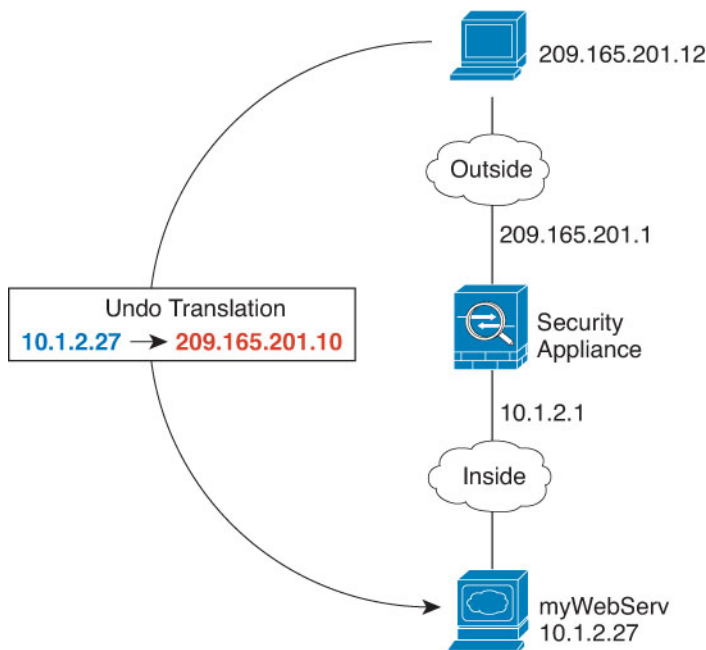 209.165.201.12
Outside
209.165.201.1
Undo Translation
10.1.2.27 → 209.165.201.10
Security
Appliance
10.1.2.1
Inside
myWebServ
10.1.2.27